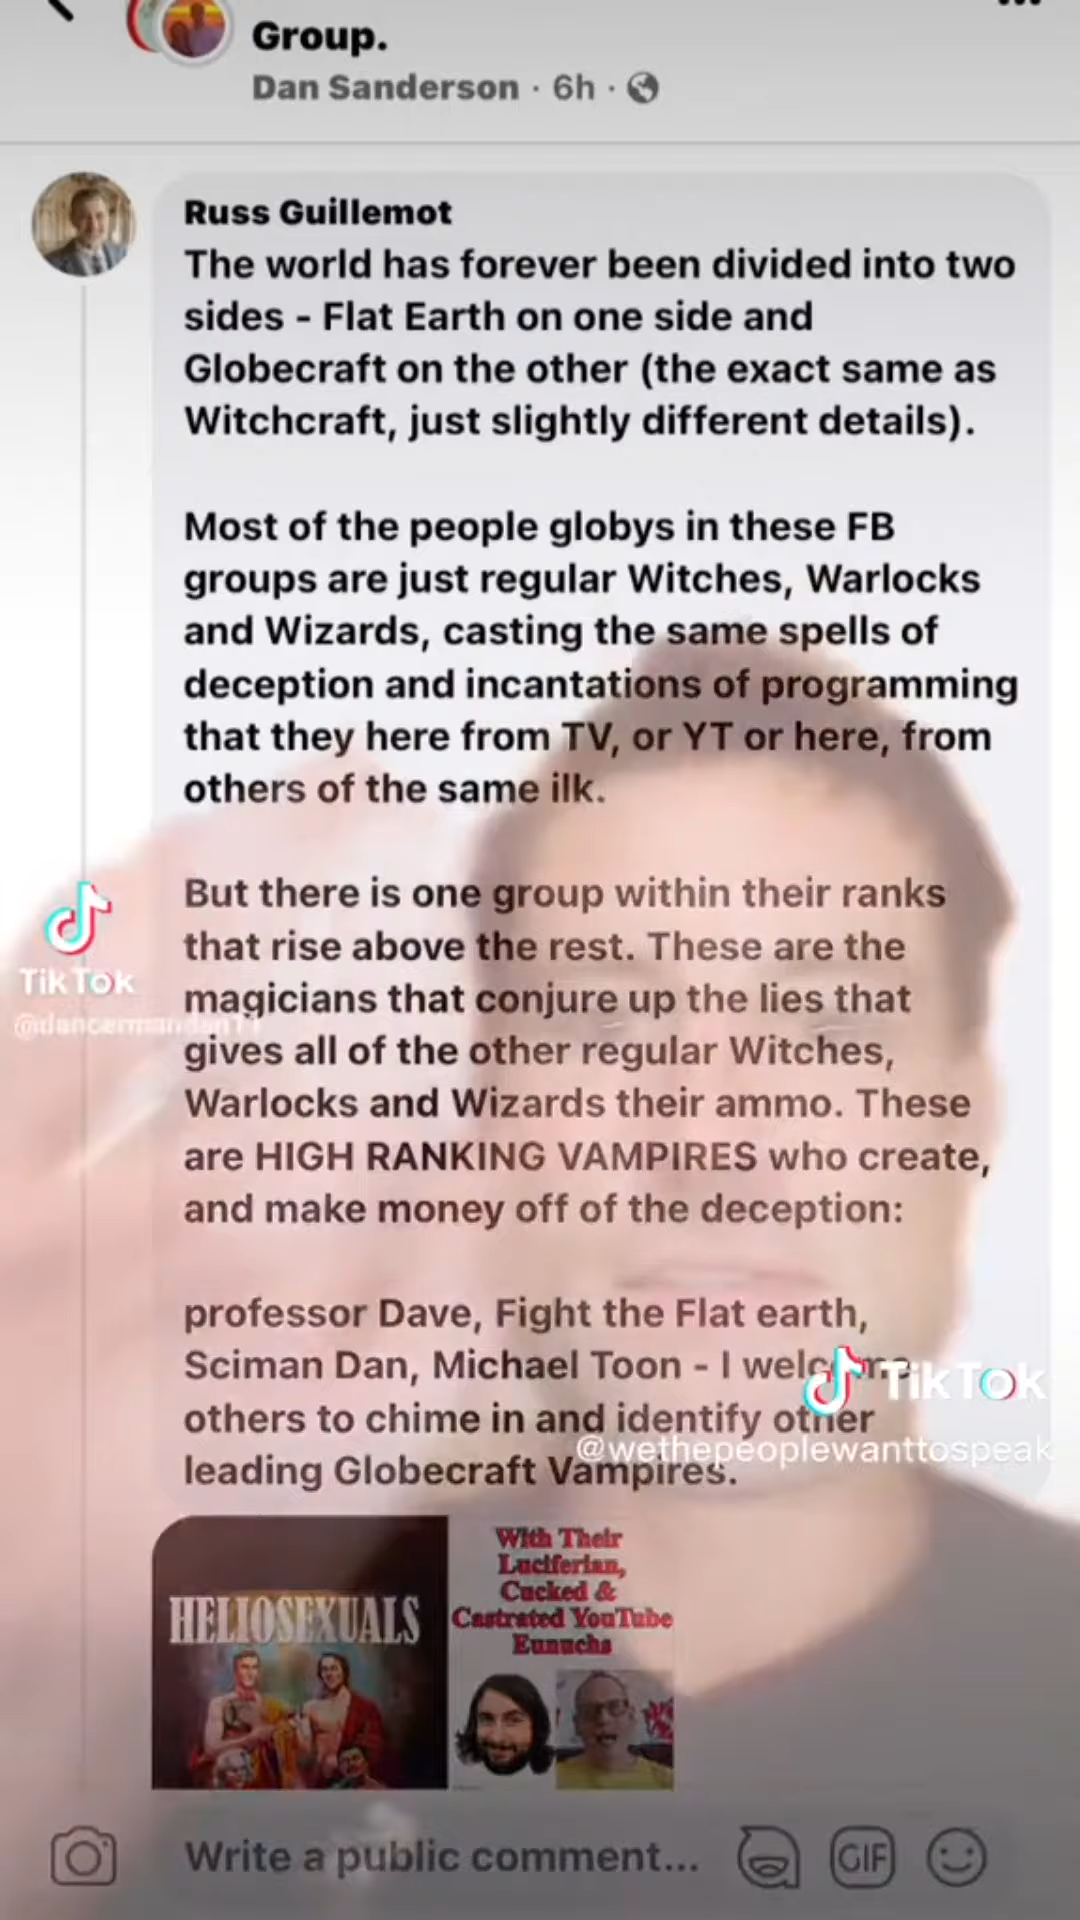 Group.
Dan Sanderson · 6h ·
Russ Guillemot
The world has forever been divided into two
sides - Flat Earth on one side and
Globecraft on the other (the exact same as
Witchcraft, just slightly different details).
Most of the people globys in these FB
groups are just regular Witches, Warlocks
and Wizards, casting the same spells of
deception and incantations of programming
that they here from TV, or YT or here, from
others of the same ilk.
But there is one group within their ranks
that rise above the rest. These are the
magicians that conjure up the lies that
gives all of the other regular Witches,
Warlocks and Wizards their ammo. These
are HIGH RANKING VAMPIRES who create,
and make money off of the deception:
professor Dave, Fight the Flat earth,
Sciman Dan, Michael Toon - I welcome
others to chime in and identify other
leading Globecraft Vampires.
TikTok
TikTok
@wethepeoplewanttospeak
HELIOSEXUALS
With Their
Luciferian,
Cucked &
Castrated YouTube
Eunuchs
Write a public comment...
GIF